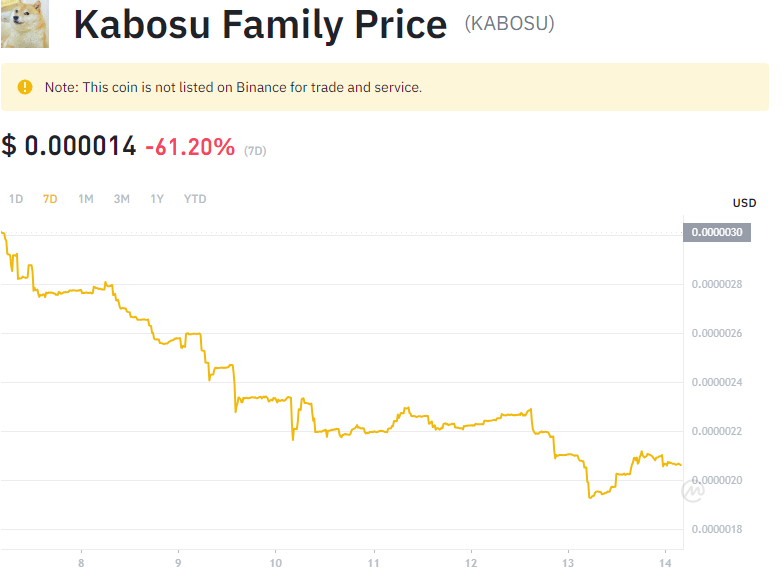 Kabosu Family Price (KABOSU)
Note: This coin is not listed on Binance for trade and service.
$ 0.000014 -61.20% (7D)
1D 7D 1M 3M 1Y YTD
USD
0.0000030
0.0000028
0.0000026
0.0000024
0.0000022
0.0000020
0.0000018
8 9 10 11 12 13 14